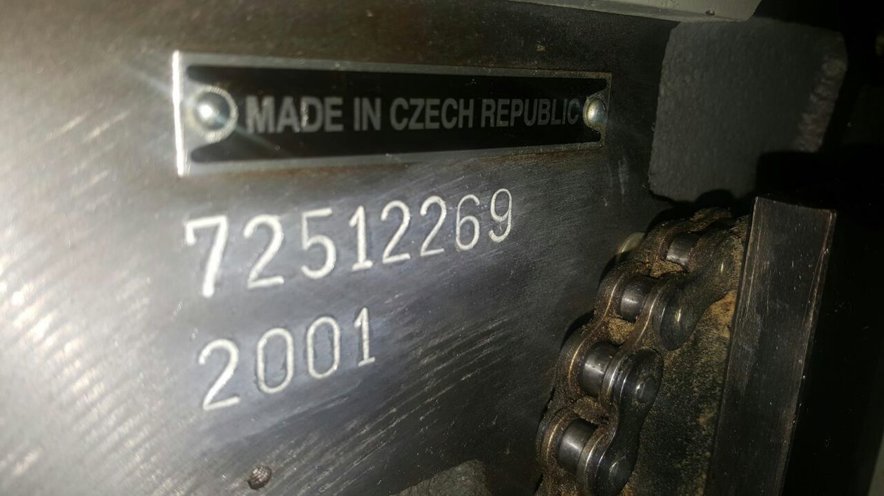 MADE IN CZECH REPUBLIC
72512269
2001